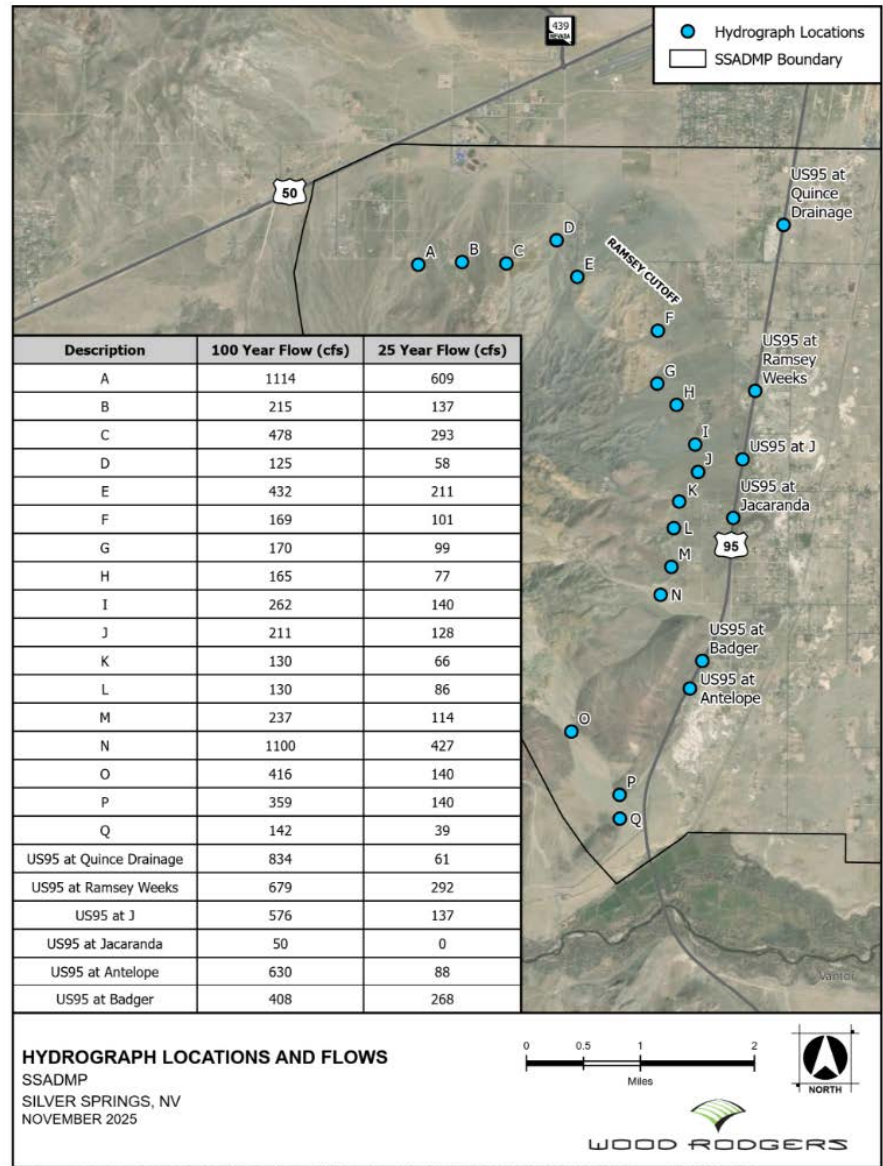 439
NEVADA
Hydrograph Locations
SSADMP Boundary
50
US95 at
Quince
Drainage
A
B
C
D
E
RAMSEY CUTOFF
F
G
H
I
J
K
L
M
N
O
P
Q
US95 at
Ramsey
Weeks
US95 at J
US95 at
Jacaranda
95
US95 at
Badger
US95 at
Antelope
Description 100 Year Flow (cfs) 25 Year Flow (cfs)
A 1114 609
B 215 137
C 478 293
D 125 58
E 432 211
F 169 101
G 170 99
H 165 77
I 262 140
J 211 128
K 130 66
L 130 86
M 237 114
N 1100 427
O 416 140
P 359 140
Q 142 39
US95 at Quince Drainage 834 61
US95 at Ramsey Weeks 679 292
US95 at J 576 137
US95 at Jacaranda 50 0
US95 at Antelope 630 88
US95 at Badger 408 268
HYDROGRAPH LOCATIONS AND FLOWS
SSADMP
SILVER SPRINGS, NV
NOVEMBER 2025
0 0.5 1 2
Miles
NORTH
WOOD RODGERS